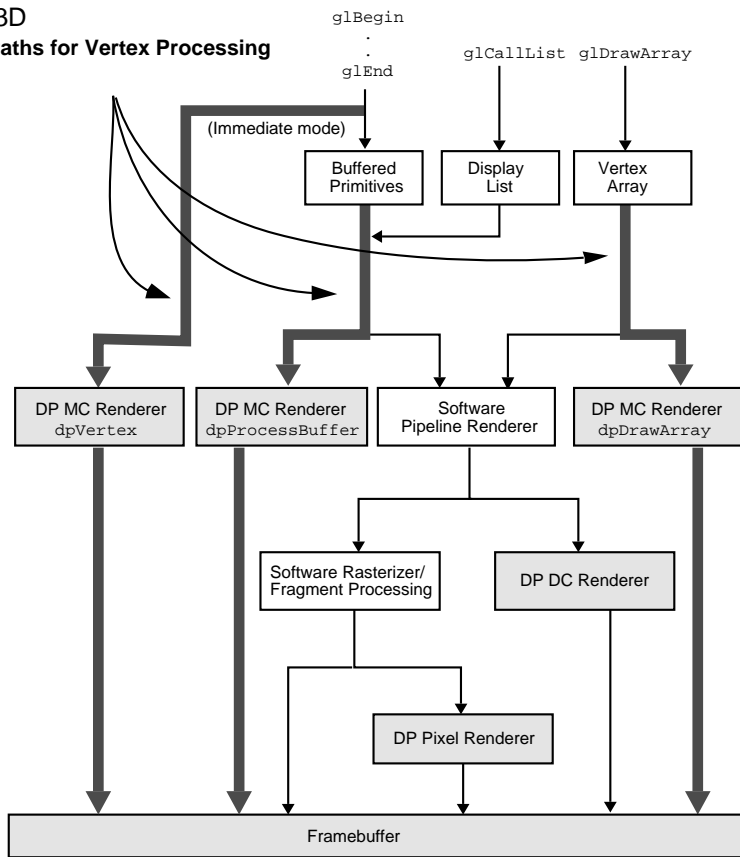 3D
aths for Vertex Processing
glBegin
.
.
glEnd
glCallList
glDrawArray
(Immediate mode)
Buffered
Primitives
Display
List
Vertex
Array
DP MC Renderer
dpVertex
DP MC Renderer
dpProcessBuffer
Software
Pipeline Renderer
DP MC Renderer
dpDrawArray
Software Rasterizer/
Fragment Processing
DP DC Renderer
DP Pixel Renderer
Framebuffer